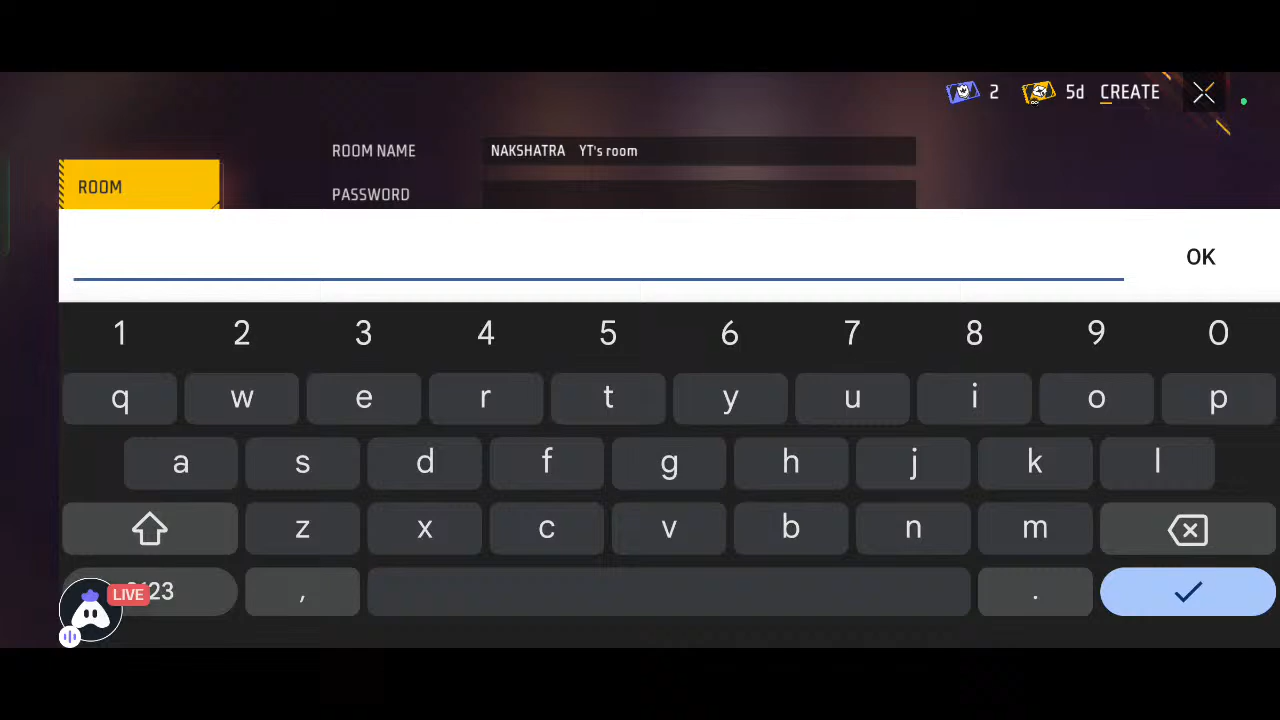 2 5d CREATE
ROOM NAME NAKSHATRA YT's room
ROOM
PASSWORD
OK
1 2 3 4 5 6 7 8 9 0
q w e r t y u i o p
a s d f g h j k l
z x c v b n m
LIVE 123 , .